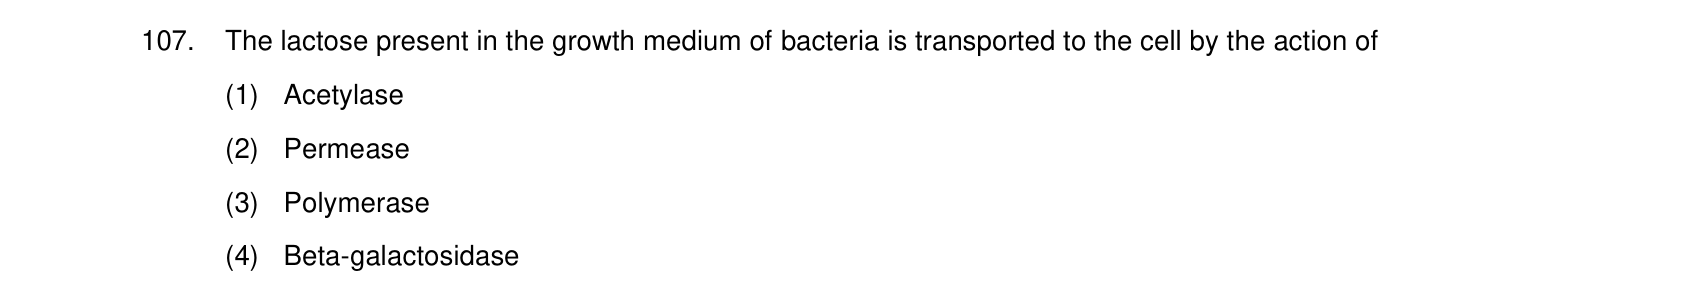 107. The lactose present in the growth medium of bacteria is transported to the cell by the action of
(1) Acetylase
(2) Permease
(3) Polymerase
(4) Beta-galactosidase